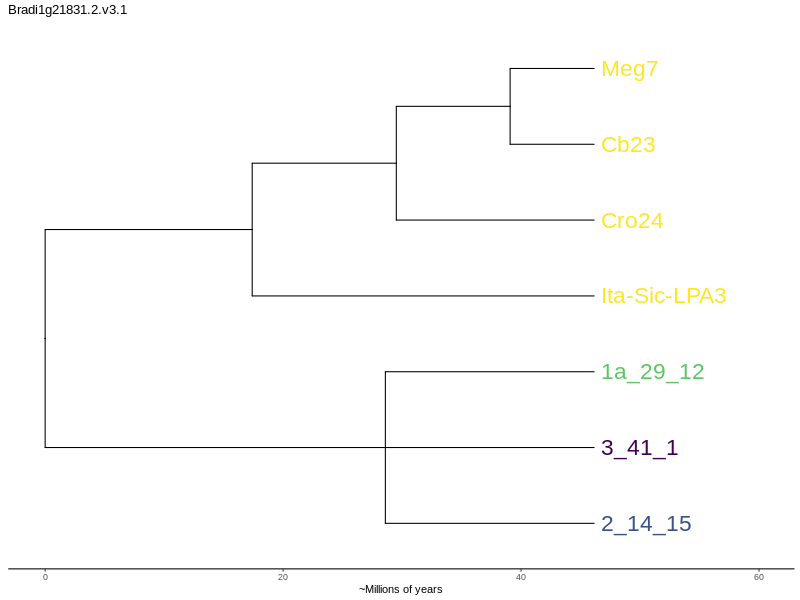 Bradi1g21831.2.v3.1
Meg7
Cb23
Cro24
Ita-Sic-LPA3
1a_29_12
3_41_1
2_14_15
0 20 40 60
~Millions of years